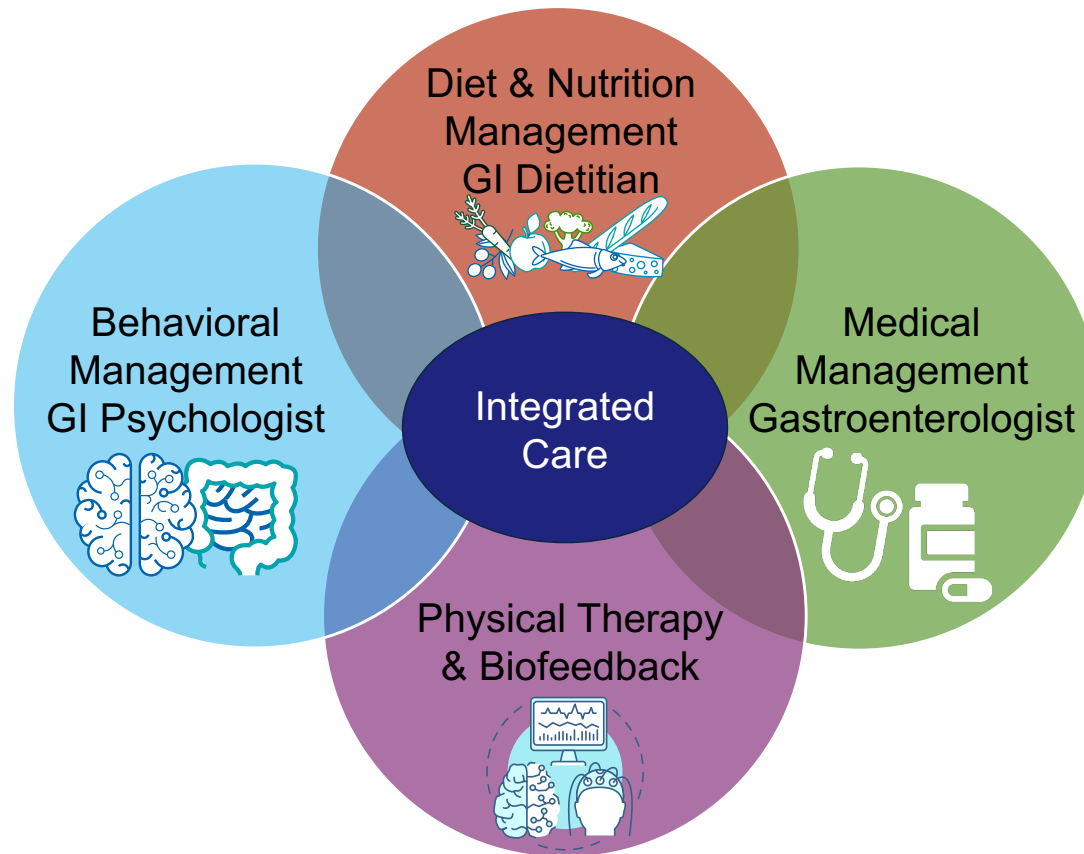 Diet & Nutrition
Management
GI Dietitian
Behavioral
Management
GI Psychologist
Integrated
Care
Medical
Management
Gastroenterologist
Physical Therapy
& Biofeedback